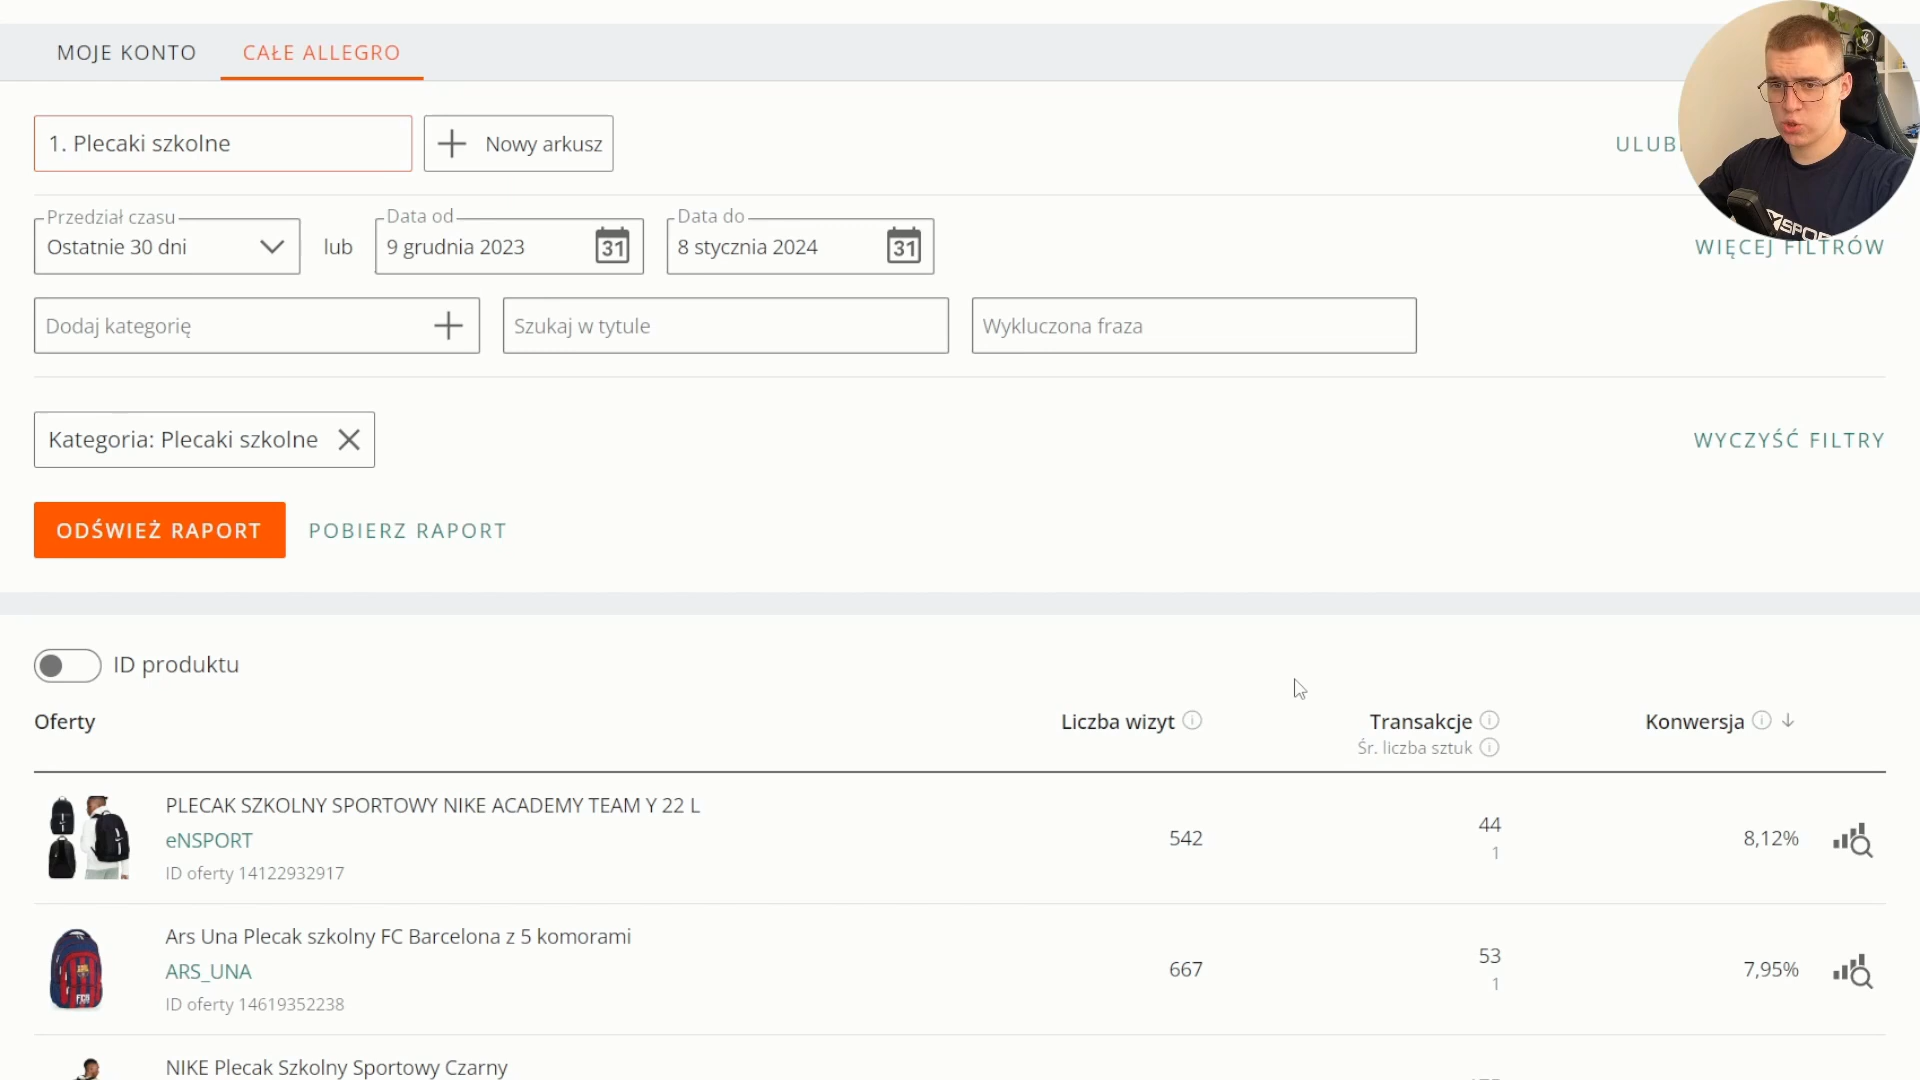 MOJE KONTO
CAŁE ALLEGRO
1. Plecaki szkolne
Nowy arkusz
Przedział czasu
Ostatnie 30 dni
lub
Data od
9 grudnia 2023
31
Data do
8 stycznia 2024
31
WIĘCEJ FILTRÓW
Dodaj kategorię
Szukaj w tytule
Wykluczona fraza
Kategoria: Plecaki szkolne
WYCZYŚĆ FILTRY
ODŚWIEŻ RAPORT
POBIERZ RAPORT
ID produktu
Oferty
Liczba wizyt
Transakcje
Śr. liczba sztuk
Konwersja
PLECAK SZKOLNY SPORTOWY NIKE ACADEMY TEAM Y 22 L
eNSPORT
ID oferty 14122932917
542
44
1
8,12%
Ars Una Plecak szkolny FC Barcelona z 5 komorami
ARS_UNA
ID oferty 14619352238
667
53
1
7,95%
NIKE Plecak Szkolny Sportowy Czarny